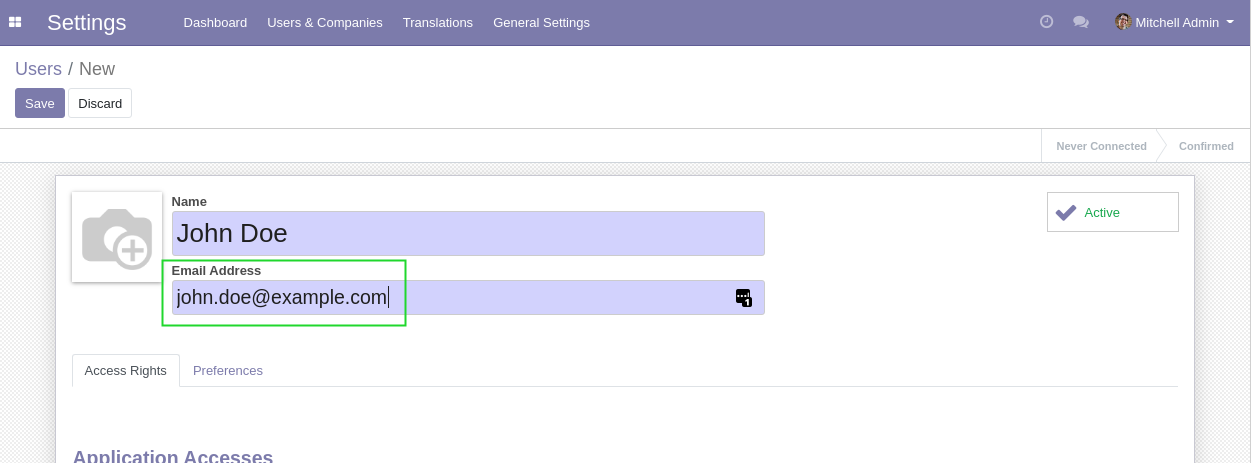 Settings Dashboard Users & Companies Translations General Settings Mitchell Admin
Users / New
Save Discard
Never Connected Confirmed
Name
John Doe
Active
Email Address
john.doe@example.com
1
Access Rights Preferences
Application Accesses